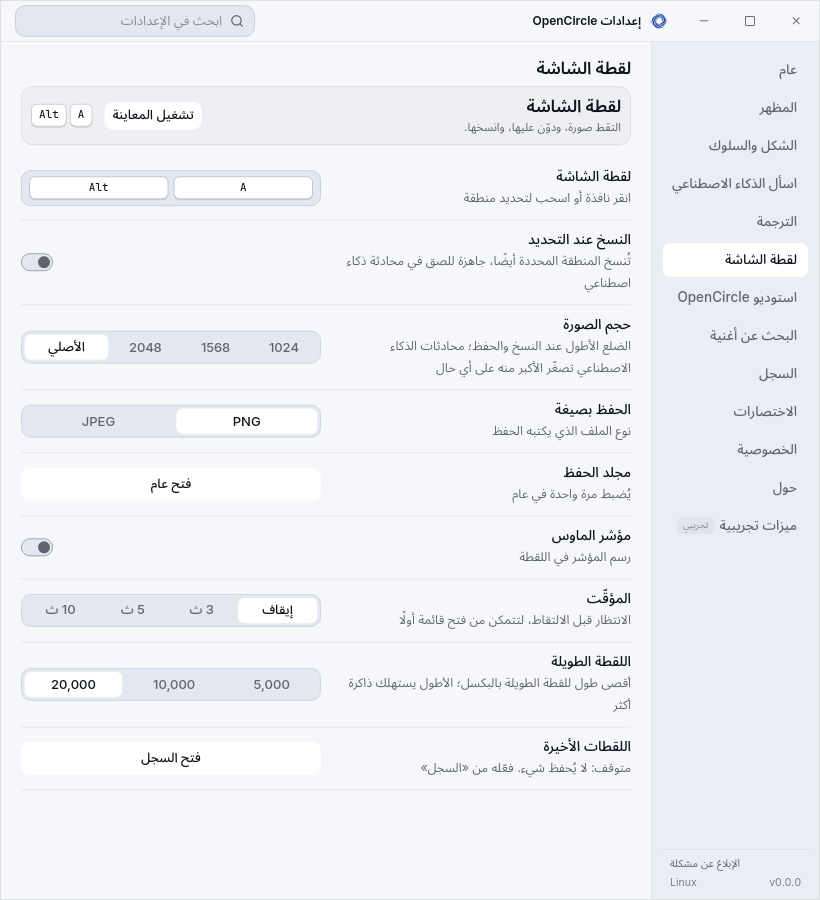 إعدادات OpenCircle
ابحث في الإعدادات
عام
المظهر
الشكل والسلوك
اسأل الذكاء الاصطناعي
الترجمة
لقطة الشاشة
استوديو OpenCircle
البحث عن أغنية
السجل
الاختصارات
الخصوصية
حول
ميزات تجريبية تجريبي
الإبلاغ عن مشكلة
v0.0.0 Linux
لقطة الشاشة
لقطة الشاشة
التقط صورة، ودوّن عليها، وانسخها.
تشغيل المعاينة
A Alt
لقطة الشاشة
انقر نافذة أو اسحب لتحديد منطقة
A Alt
النسخ عند التحديد
تُنسخ المنطقة المحددة أيضًا، جاهزة للصق في محادثة ذكاء
اصطناعي
حجم الصورة
الضلع الأطول عند النسخ والحفظ؛ محادثات الذكاء
الاصطناعي تصغّر الأكبر منه على أي حال
1024 1568 2048 الأصلي
الحفظ بصيغة
نوع الملف الذي يكتبه الحفظ
PNG JPEG
مجلد الحفظ
يُضبط مرة واحدة في عام
فتح عام
مؤشر الماوس
رسم المؤشر في اللقطة
المؤقّت
الانتظار قبل الالتقاط، لتتمكن من فتح قائمة أولًا
إيقاف 3 ث 5 ث 10 ث
اللقطة الطويلة
أقصى طول للقطة الطويلة بالبكسل؛ الأطول يستهلك ذاكرة
أكثر
5,000 10,000 20,000
اللقطات الأخيرة
متوقف: لا يُحفظ شيء. فعّله من «السجل»
فتح السجل